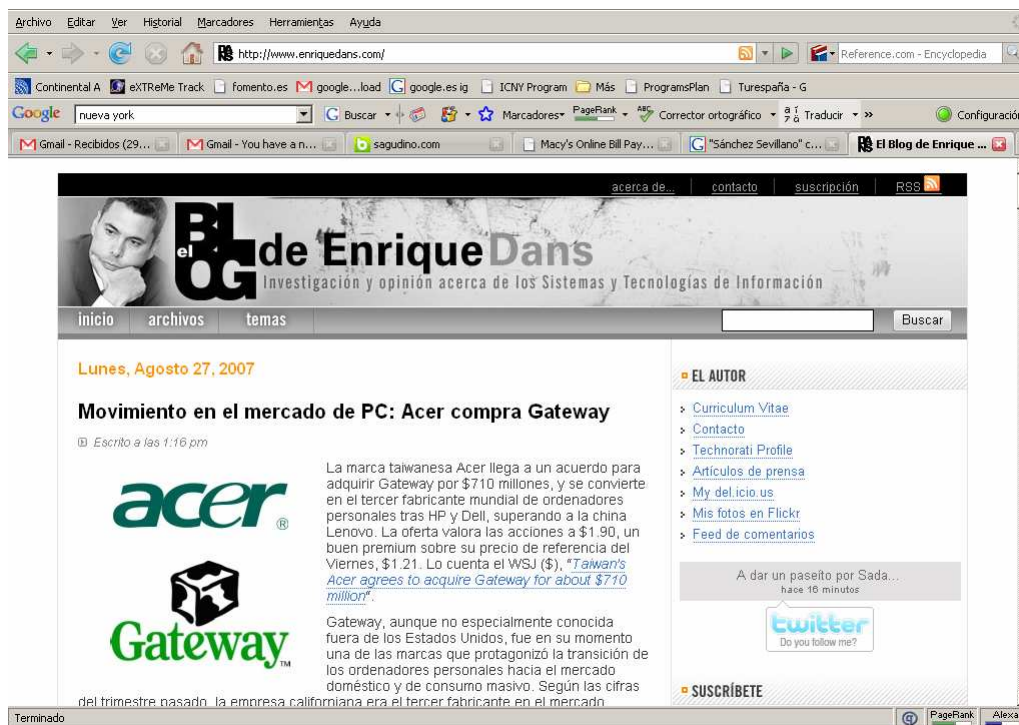 Archivo Editar Ver Historial Marcadores Herramientas Ayuda
http://www.enriquedans.com/ Reference.com - Encyclopedia
Continental A eXTReMe Track fomento.es google...load google.es ig ICNY Program Más ProgramsPlan Turespaña - G
Google nueva york Buscar Marcadores PageRank Corrector ortográfico Traducir » Configuración
Gmail - Recibidos (29... Gmail - You have a n... sagudino.com Macy's Online Bill Pay... "Sánchez Sevillano" c... El Blog de Enrique ...
acerca de... contacto suscripción RSS
el BLOG de Enrique Dans
Investigación y opinión acerca de los Sistemas y Tecnologías de Información
inicio archivos temas Buscar
Lunes, Agosto 27, 2007
Movimiento en el mercado de PC: Acer compra Gateway
Escrito a las 1:16 pm
acer ®
Gateway™
La marca taiwanesa Acer llega a un acuerdo para
adquirir Gateway por $710 millones, y se convierte
en el tercer fabricante mundial de ordenadores
personales tras HP y Dell, superando a la china
Lenovo. La oferta valora las acciones a $1.90, un
buen premium sobre su precio de referencia del
Viernes, $1.21. Lo cuenta el WSJ ($), "Taiwan's
Acer agrees to acquire Gateway for about $710
million".
Gateway, aunque no especialmente conocida
fuera de los Estados Unidos, fue en su momento
una de las marcas que protagonizó la transición de
los ordenadores personales hacia el mercado
doméstico y de consumo masivo. Según las cifras
del trimestre pasado, la empresa californiana era el tercer fabricante en el mercado
EL AUTOR
Curriculum Vitae
Contacto
Technorati Profile
Artículos de prensa
My del.icio.us
Mis fotos en Flickr
Feed de comentarios
A dar un paseíto por Sada...
hace 16 minutos
twitter
Do you follow me?
SUSCRÍBETE
Terminado PageRank Alexa